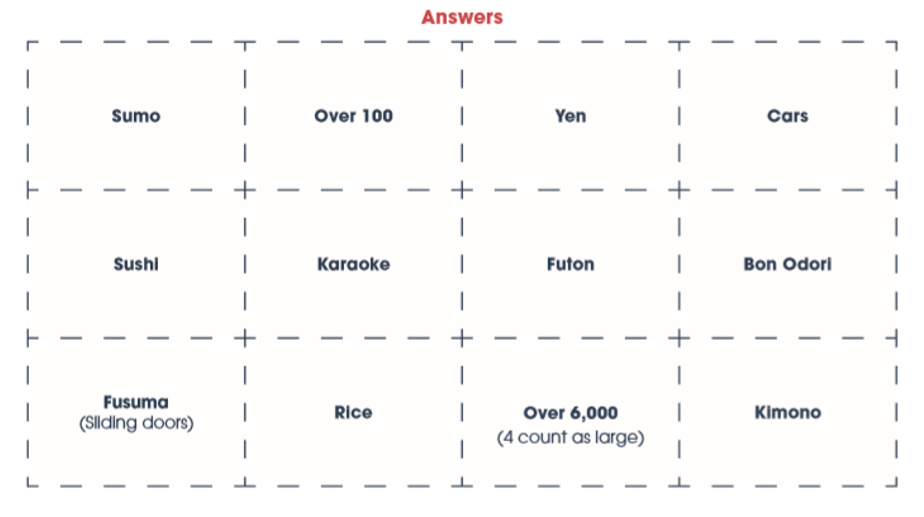 Answers
Sumo
Over 100
Yen
Cars
Sushi
Karaoke
Futon
Bon Odori
Fusuma
(Sliding doors)
Rice
Over 6,000
(4 count as large)
Kimono